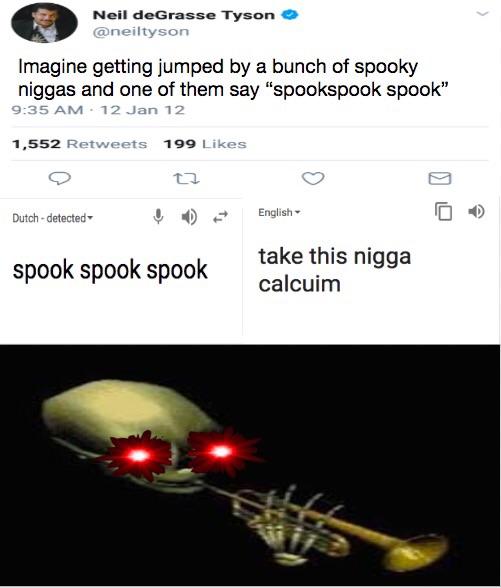 Neil deGrasse Tyson
@neiltyson
Imagine getting jumped by a bunch of spooky
niggas and one of them say “spookspook spook”
9:35 AM · 12 Jan 12
1,552 Retweets 199 Likes
Dutch - detected
English
spook spook spook
take this nigga
calcuim